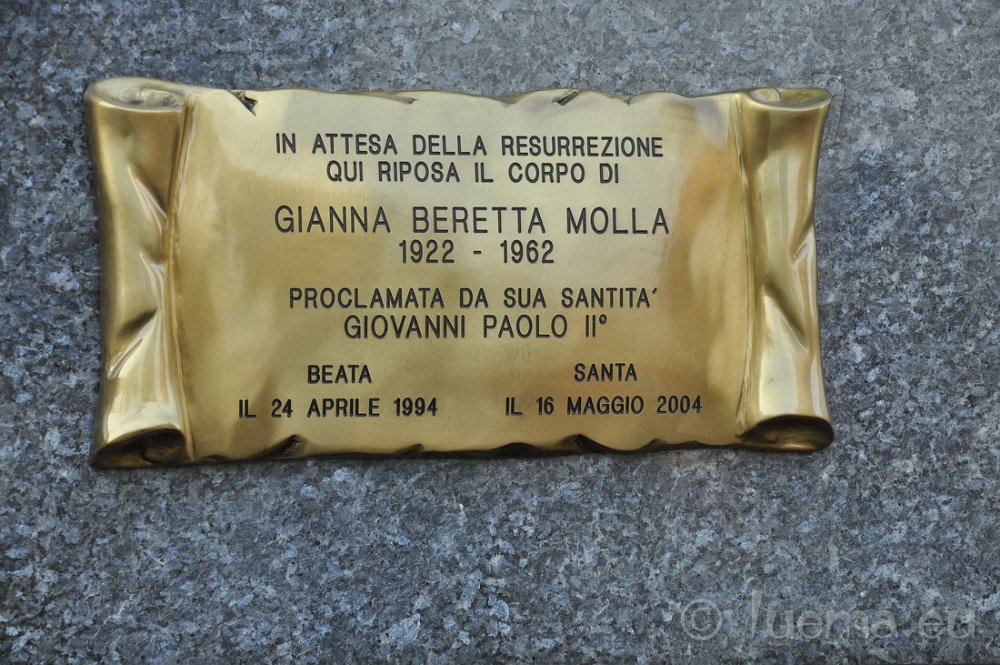 IN ATTESA DELLA RESURREZIONE
QUI RIPOSA IL CORPO DI
GIANNA BERETTA MOLLA
1922 - 1962
PROCLAMATA DA SUA SANTITA'
GIOVANNI PAOLO IIº
BEATA
IL 24 APRILE 1994
SANTA
IL 16 MAGGIO 2004
© luema.eu